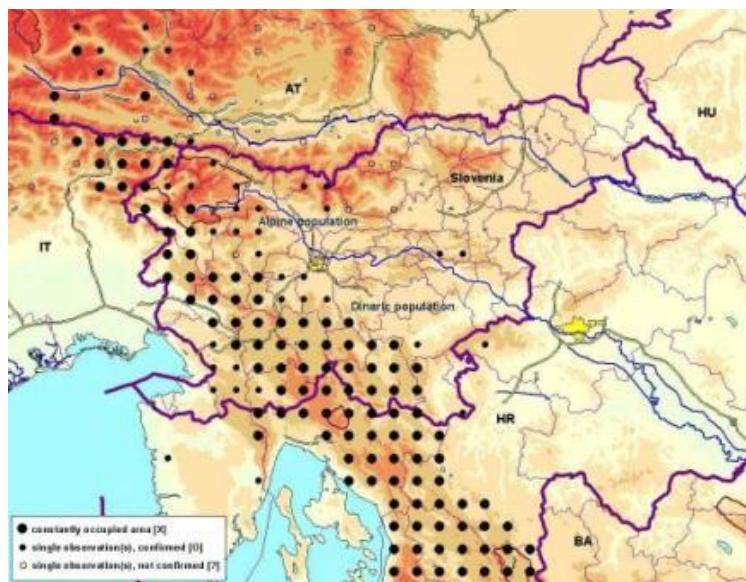 AT
HU
Slovenia
Alpine population
IT
Dinaric population
HR
BA
constantly occupied area [X]
single observation(s), confirmed [O]
single observation(s), not confirmed [?]